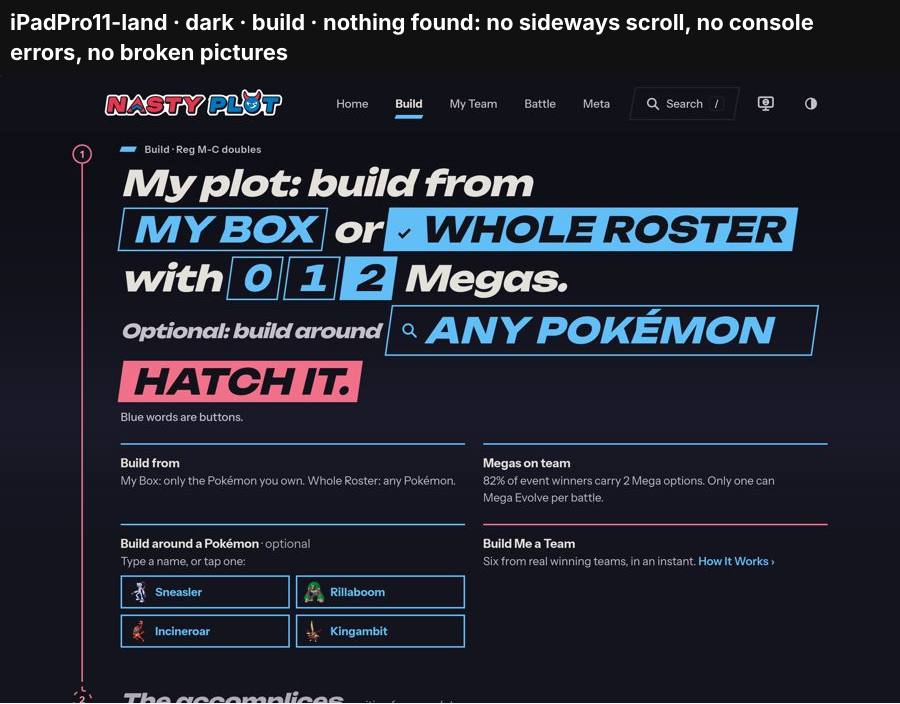 iPadPro11-land · dark · build · nothing found: no sideways scroll, no console
errors, no broken pictures
NASTY PLOT
Home
Build
My Team
Battle
Meta
Search /
1
Build · Reg M-C doubles
My plot: build from
MY BOX or WHOLE ROSTER
with 0 1 2 Megas.
Optional: build around ANY POKÉMON
HATCH IT.
Blue words are buttons.
Build from
My Box: only the Pokémon you own. Whole Roster: any Pokémon.
Megas on team
82% of event winners carry 2 Mega options. Only one can
Mega Evolve per battle.
Build around a Pokémon · optional
Type a name, or tap one:
Sneasler
Rillaboom
Incineroar
Kingambit
Build Me a Team
Six from real winning teams, in an instant. How It Works ›
2
The accomplices